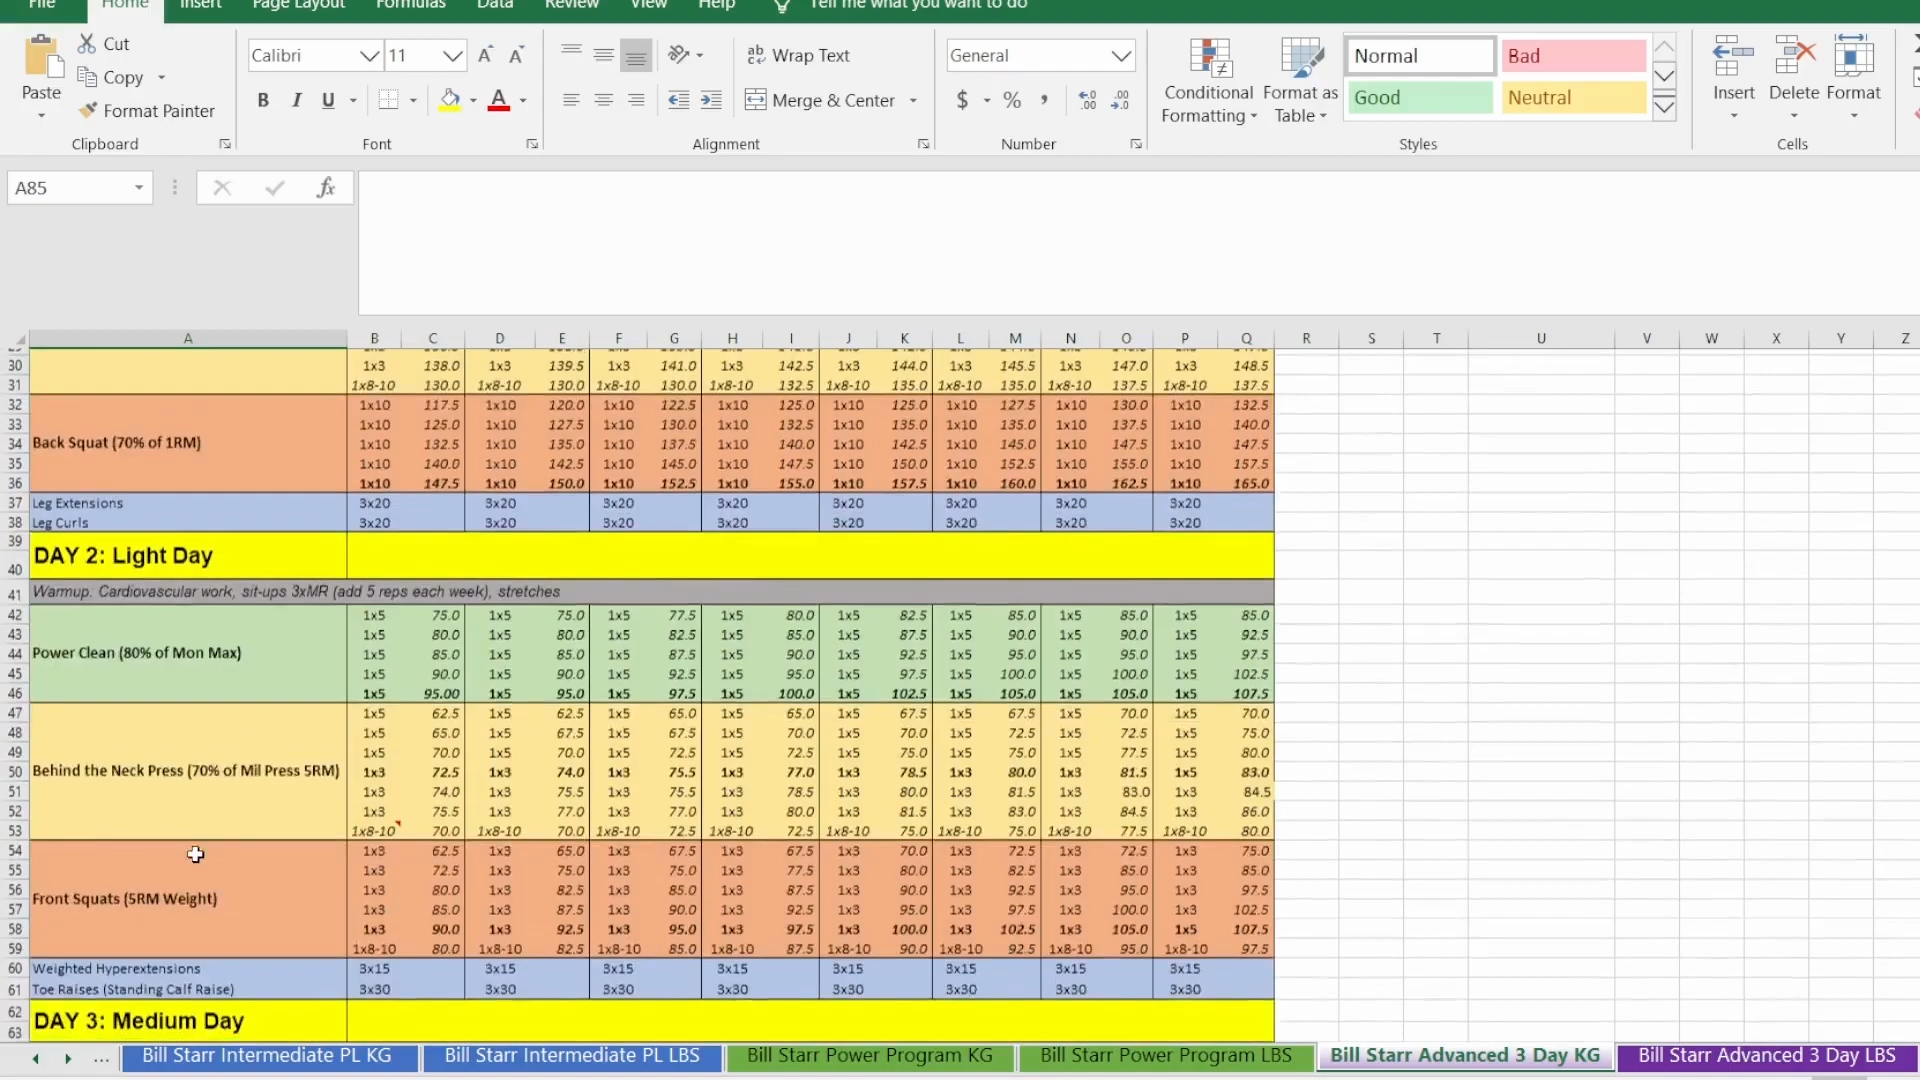 File Home Insert Page Layout Formulas Data Review View Help Tell me what you want to do
Cut
Copy
Format Painter
Paste
Clipboard
Calibri 11
B I U
Font
Wrap Text
Merge & Center
Alignment
General
$ % ,
Number
Conditional Formatting
Format as Table
Normal Bad
Good Neutral
Styles
Insert Delete Format
Cells
A85 fx
A B C D E F G H I J K L M N O P Q R S T U V W X Y Z
30 1x3 138.0 1x3 139.5 1x3 141.0 1x3 142.5 1x3 144.0 1x3 145.5 1x3 147.0 1x3 148.5
31 1x8-10 130.0 1x8-10 130.0 1x8-10 130.0 1x8-10 132.5 1x8-10 135.0 1x8-10 135.0 1x8-10 137.5 1x8-10 137.5
32 1x10 117.5 1x10 120.0 1x10 122.5 1x10 125.0 1x10 125.0 1x10 127.5 1x10 130.0 1x10 132.5
33 1x10 125.0 1x10 127.5 1x10 130.0 1x10 132.5 1x10 135.0 1x10 135.0 1x10 137.5 1x10 140.0
34 Back Squat (70% of 1RM) 1x10 132.5 1x10 135.0 1x10 137.5 1x10 140.0 1x10 142.5 1x10 145.0 1x10 147.5 1x10 147.5
35 1x10 140.0 1x10 142.5 1x10 145.0 1x10 147.5 1x10 150.0 1x10 152.5 1x10 155.0 1x10 157.5
36 1x10 147.5 1x10 150.0 1x10 152.5 1x10 155.0 1x10 157.5 1x10 160.0 1x10 162.5 1x10 165.0
37 Leg Extensions 3x20 3x20 3x20 3x20 3x20 3x20 3x20 3x20
38 Leg Curls 3x20 3x20 3x20 3x20 3x20 3x20 3x20 3x20
39
40 DAY 2: Light Day
41 Warmup. Cardiovascular work, sit-ups 3xMR (add 5 reps each week), stretches
42 1x5 75.0 1x5 75.0 1x5 77.5 1x5 80.0 1x5 82.5 1x5 85.0 1x5 85.0 1x5 85.0
43 1x5 80.0 1x5 80.0 1x5 82.5 1x5 85.0 1x5 87.5 1x5 90.0 1x5 90.0 1x5 92.5
44 Power Clean (80% of Mon Max) 1x5 85.0 1x5 85.0 1x5 87.5 1x5 90.0 1x5 92.5 1x5 95.0 1x5 95.0 1x5 97.5
45 1x5 90.0 1x5 90.0 1x5 92.5 1x5 95.0 1x5 97.5 1x5 100.0 1x5 100.0 1x5 102.5
46 1x5 95.00 1x5 95.0 1x5 97.5 1x5 100.0 1x5 102.5 1x5 105.0 1x5 105.0 1x5 107.5
47 1x5 62.5 1x5 62.5 1x5 65.0 1x5 65.0 1x5 67.5 1x5 67.5 1x5 70.0 1x5 70.0
48 1x5 65.0 1x5 67.5 1x5 70.0 1x5 70.0 1x5 70.0 1x5 72.5 1x5 72.5 1x5 75.0
49 1x5 70.0 1x5 70.0 1x5 72.5 1x5 72.5 1x5 75.0 1x5 75.0 1x5 77.5 1x5 80.0
50 Behind the Neck Press (70% of Mil Press 5RM) 1x3 72.5 1x3 74.0 1x3 75.5 1x3 77.0 1x3 78.5 1x3 80.0 1x3 81.5 1x5 83.0
51 1x3 74.0 1x3 75.5 1x3 75.5 1x3 78.5 1x3 80.0 1x3 81.5 1x3 83.0 1x3 84.5
52 1x3 75.5 1x3 77.0 1x3 77.0 1x3 80.0 1x3 81.5 1x3 83.0 1x3 84.5 1x3 86.0
53 1x8-10 70.0 1x8-10 70.0 1x8-10 72.5 1x8-10 72.5 1x8-10 75.0 1x8-10 75.0 1x8-10 77.5 1x8-10 80.0
54 1x3 62.5 1x3 65.0 1x3 67.5 1x3 67.5 1x3 70.0 1x3 72.5 1x3 72.5 1x3 75.0
55 1x3 72.5 1x3 75.0 1x3 75.0 1x3 77.5 1x3 80.0 1x3 82.5 1x3 85.0 1x3 85.0
56 1x3 80.0 1x3 82.5 1x3 85.0 1x3 87.5 1x3 90.0 1x3 92.5 1x3 95.0 1x3 97.5
57 Front Squats (5RM Weight) 1x3 85.0 1x3 87.5 1x3 90.0 1x3 92.5 1x3 95.0 1x3 97.5 1x3 100.0 1x3 102.5
58 1x3 90.0 1x3 92.5 1x3 95.0 1x3 97.5 1x3 100.0 1x3 102.5 1x3 105.0 1x5 107.5
59 1x8-10 80.0 1x8-10 82.5 1x8-10 85.0 1x8-10 87.5 1x8-10 90.0 1x8-10 92.5 1x8-10 95.0 1x8-10 97.5
60 Weighted Hyperextensions 3x15 3x15 3x15 3x15 3x15 3x15 3x15 3x15
61 Toe Raises (Standing Calf Raise) 3x30 3x30 3x30 3x30 3x30 3x30 3x30 3x30
62 DAY 3: Medium Day
63
... Bill Starr Intermediate PL KG Bill Starr Intermediate PL LBS Bill Starr Power Program KG Bill Starr Power Program LBS Bill Starr Advanced 3 Day KG Bill Starr Advanced 3 Day LBS